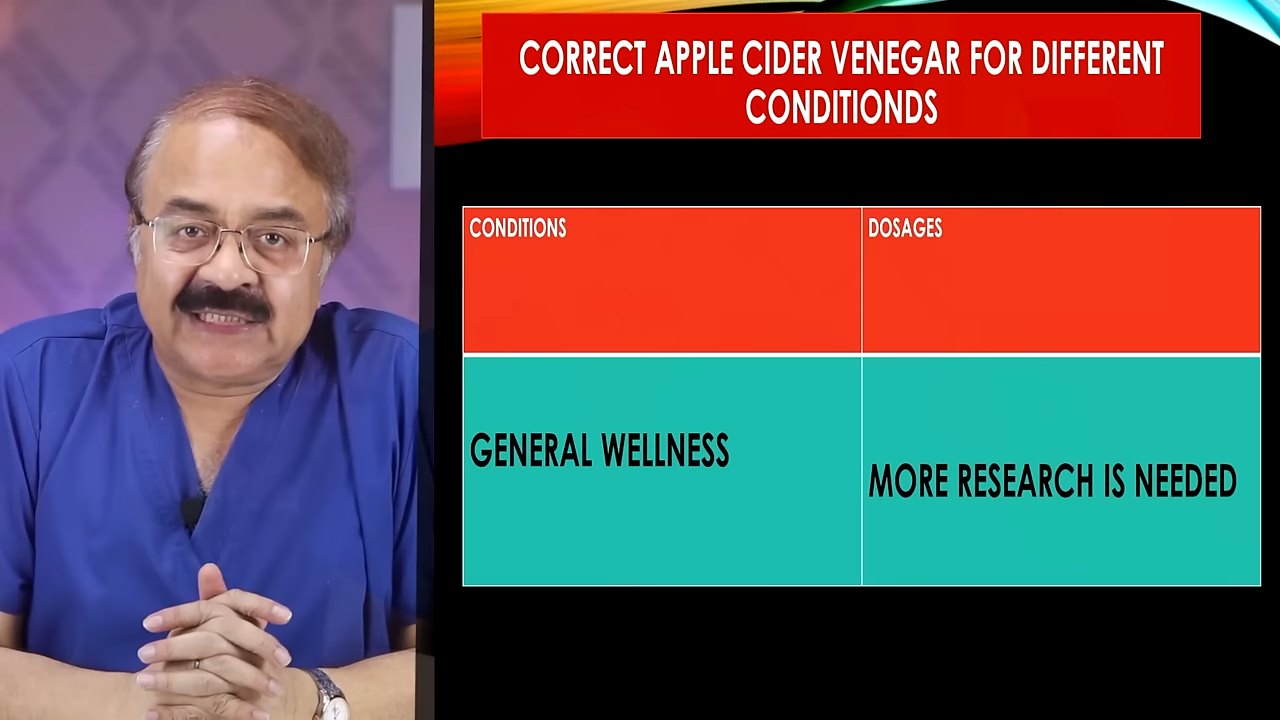 CORRECT APPLE CIDER VENEGAR FOR DIFFERENT
CONDITIONDS
CONDITIONS
DOSAGES
GENERAL WELLNESS
MORE RESEARCH IS NEEDED